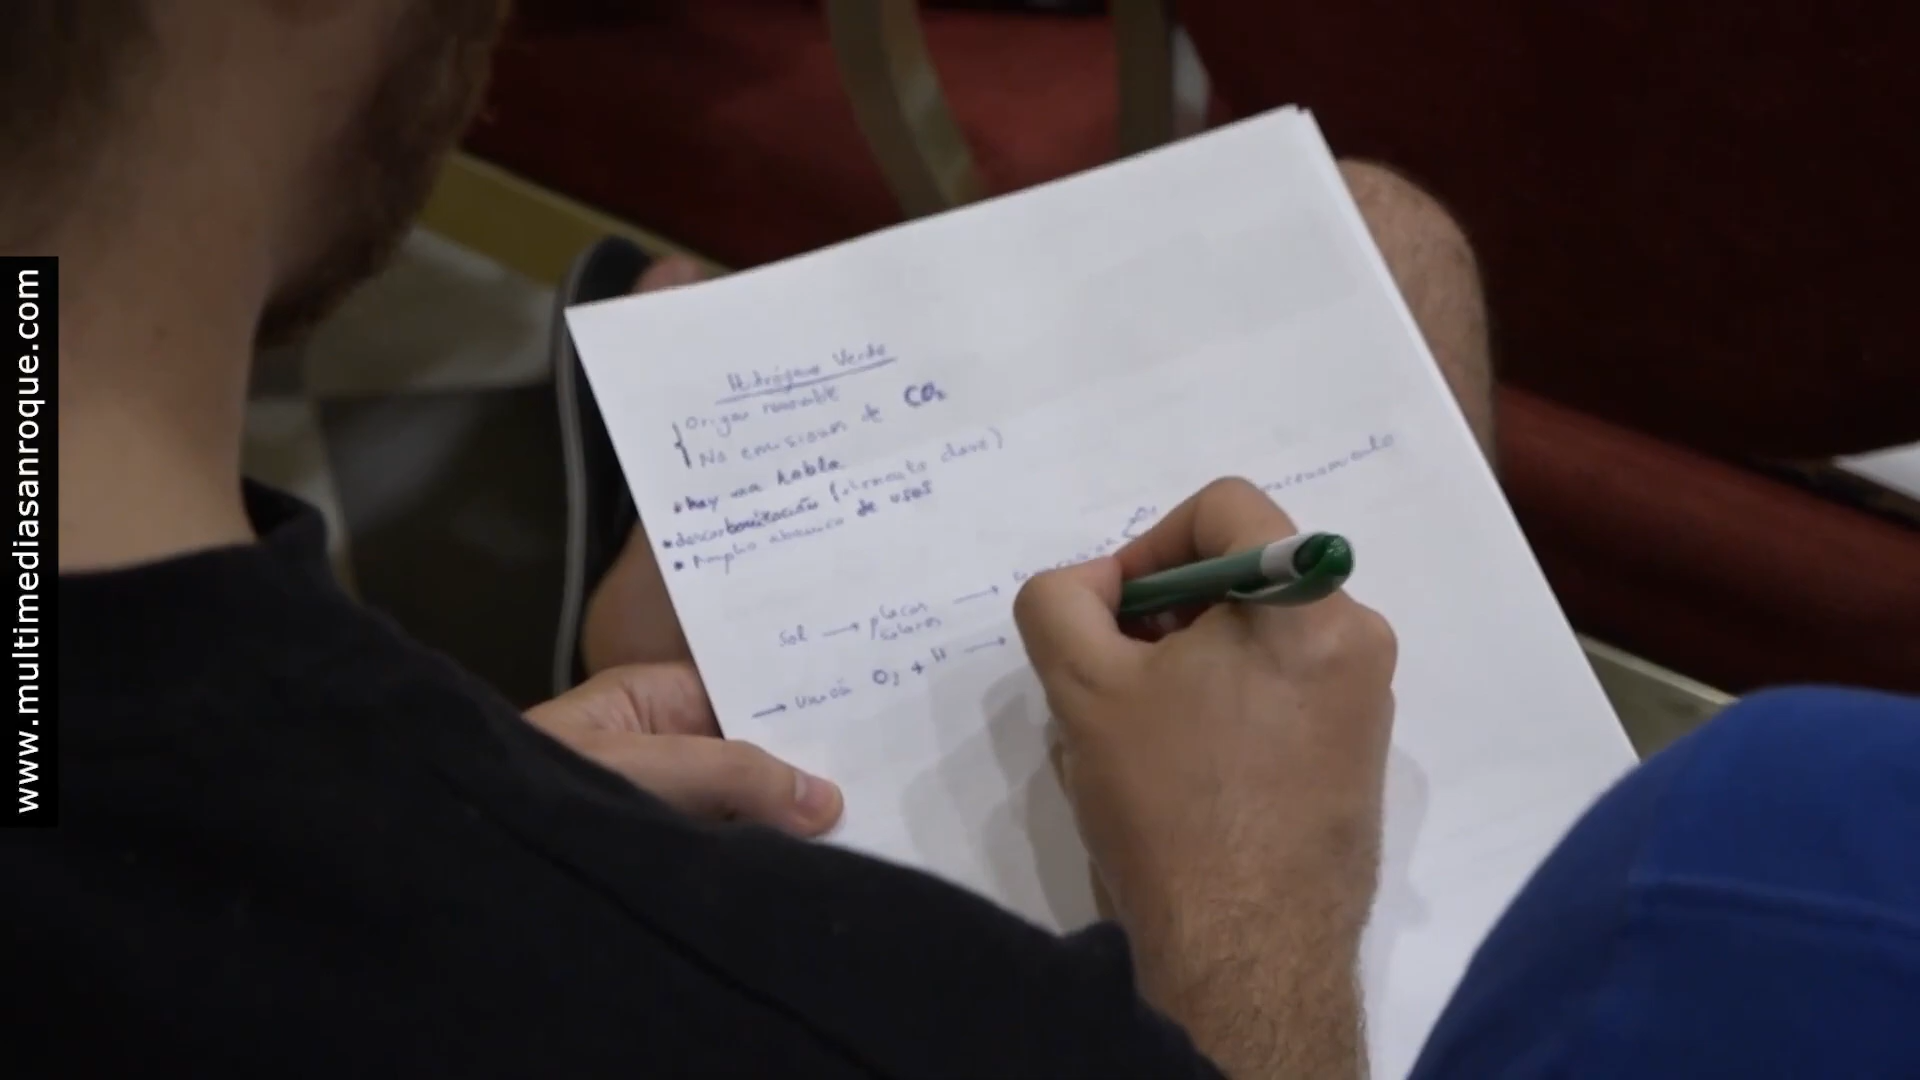 www.multimediasanroque.com
Hidrógeno Verde
Origen renovable
No emisiones de CO₂
• hay una tabla
• descarbonización (elemento clave)
• Amplio abanico de usos
Sol → placas solares →
→ Unión O₂ + H →